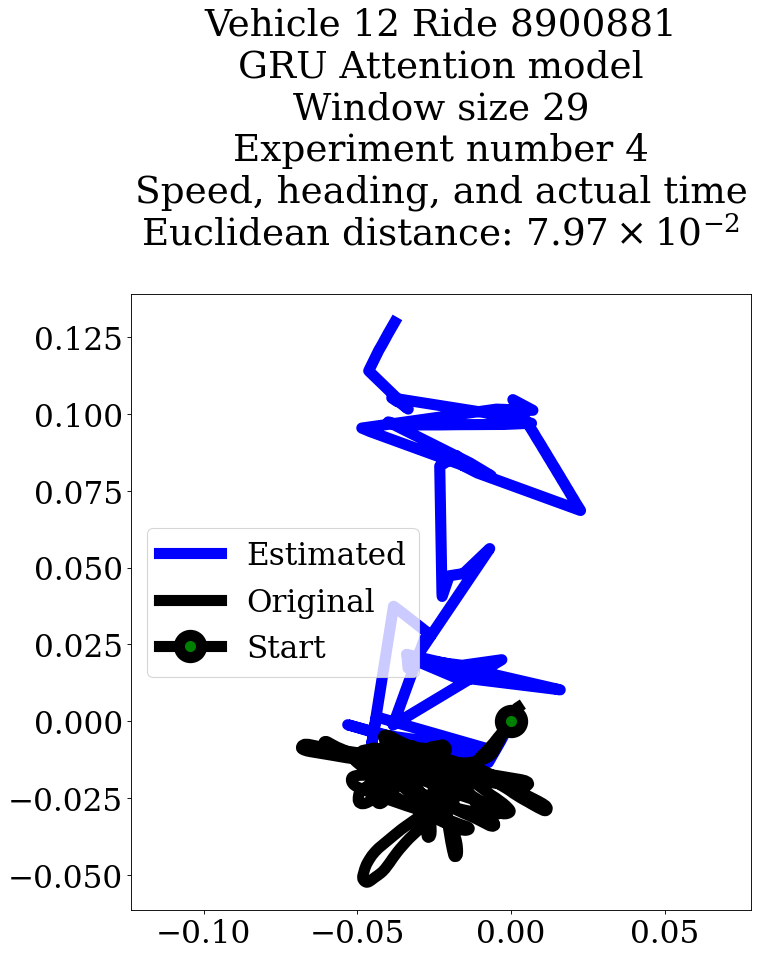 Vehicle 12 Ride 8900881
GRU Attention model
Window size 29
Experiment number 4
Speed, heading, and actual time
Euclidean distance: 7.97 × 10⁻²
0.125
0.100
0.075
0.050
0.025
0.000
−0.025
−0.050
Estimated
Original
Start
−0.10
−0.05
0.00
0.05